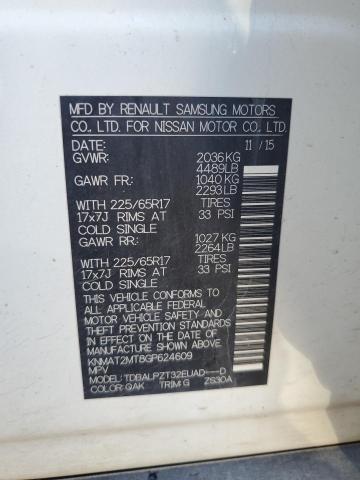 MFD BY RENAULT SAMSUNG MOTORS
CO., LTD. FOR NISSAN MOTOR CO., LTD.
DATE: 11 / 15
GVWR: 2036KG
4489LB
GAWR FR: 1040 KG
2293LB
WITH 225/65R17 TIRES
17x7J RIMS AT 33 PSI
COLD SINGLE
GAWR RR: 1027 KG
2264LB
WITH 225/65R17 TIRES
17x7J RIMS AT 33 PSI
COLD SINGLE
THIS VEHICLE CONFORMS TO
ALL APPLICABLE FEDERAL
MOTOR VEHICLE SAFETY AND
THEFT PREVENTION STANDARDS
IN EFFECT ON THE DATE OF
MFR SHOWN ABOVE
KNMAT2MT8GP624609
MPV
MODEL: TDBALPZT32EUAD---D
COLOR: QAK TRIM: G ZS30A